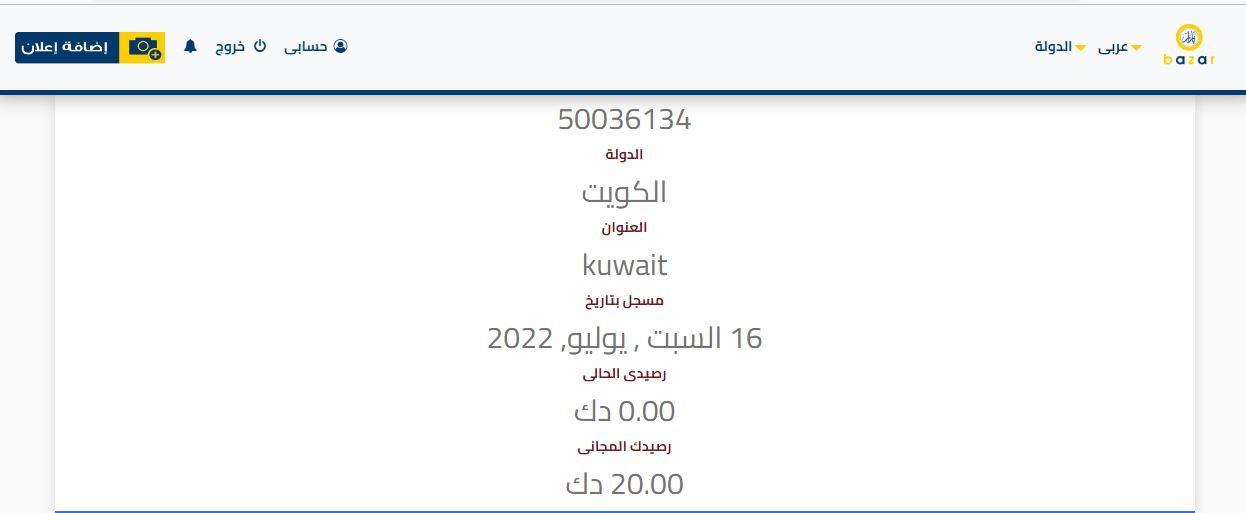 بازار
bazar
عربى
الدولة
حسابى
خروج
إضافة إعلان
50036134
الدولة
الكويت
العنوان
kuwait
مسجل بتاريخ
16 السبت , يوليو, 2022
رصيدى الحالى
0.00 دك
رصيدك المجانى
20.00 دك